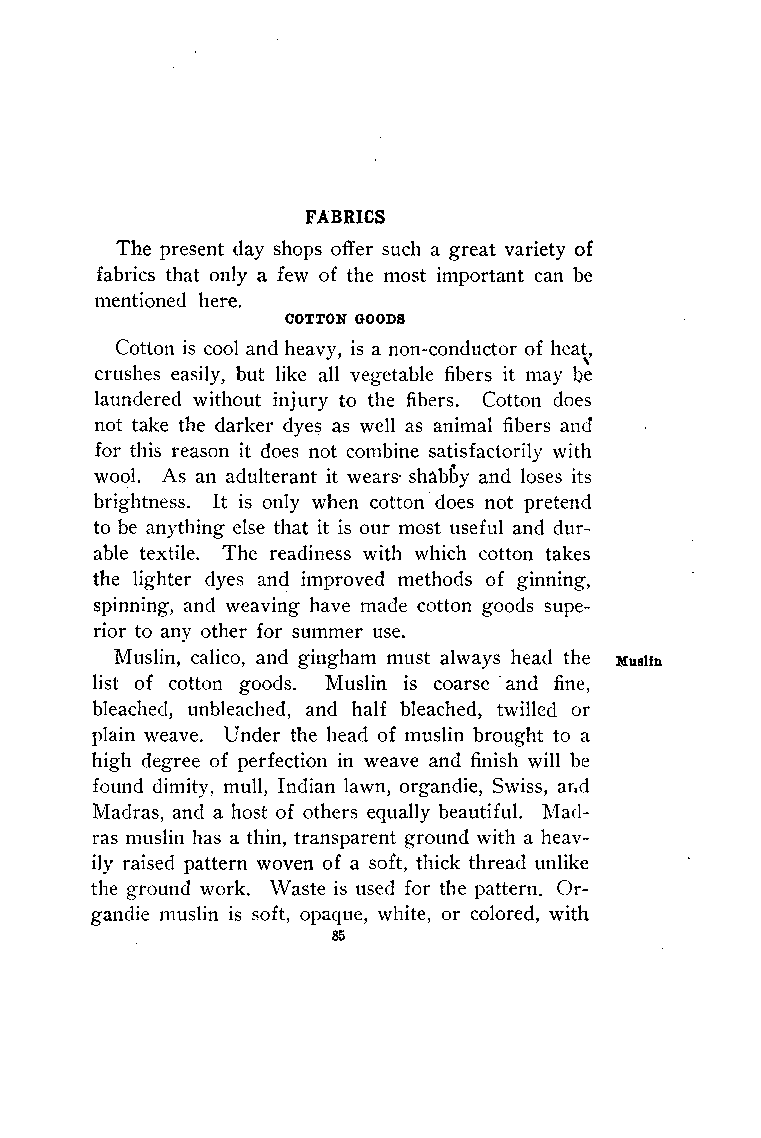 FABRICS
The present day shops offer such a great variety of
fabrics that only a few of the most important can be
mentioned here.
COTTON GOODS
Cotton is cool and heavy, is a non-conductor of heat,
crushes easily, but like all vegetable fibers it may be
laundered without injury to the fibers. Cotton does
not take the darker dyes as well as animal fibers and
for this reason it does not combine satisfactorily with
wool. As an adulterant it wears shabby and loses its
brightness. It is only when cotton does not pretend
to be anything else that it is our most useful and dur-
able textile. The readiness with which cotton takes
the lighter dyes and improved methods of ginning,
spinning, and weaving have made cotton goods supe-
rior to any other for summer use.
Muslin, calico, and gingham must always head the
Muslin
list of cotton goods. Muslin is coarse and fine,
bleached, unbleached, and half bleached, twilled or
plain weave. Under the head of muslin brought to a
high degree of perfection in weave and finish will be
found dimity, mull, Indian lawn, organdie, Swiss, and
Madras, and a host of others equally beautiful. Mad-
ras muslin has a thin, transparent ground with a heav-
ily raised pattern woven of a soft, thick thread unlike
the ground work. Waste is used for the pattern. Or-
gandie muslin is soft, opaque, white, or colored, with
85